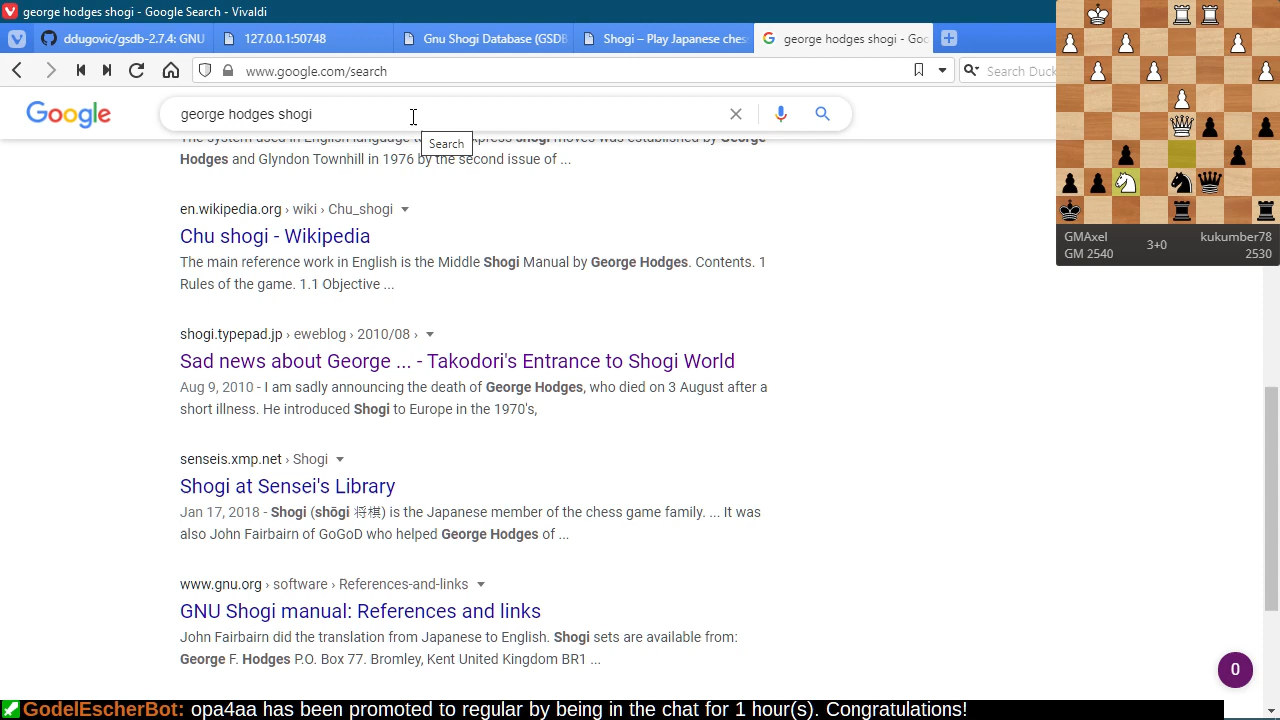 george hodges shogi - Google Search - Vivaldi
ddugovic/gsdb-2.7.4: GNU
127.0.0.1:50748
Gnu Shogi Database (GSDB
Shogi – Play Japanese ches
george hodges shogi - Goo
www.google.com/search
Search Duck
Google
george hodges shogi
Search
Hodges and Glyndon Townhill in 1976 by the second issue of ...
en.wikipedia.org › wiki › Chu_shogi
Chu shogi - Wikipedia
The main reference work in English is the Middle Shogi Manual by George Hodges. Contents. 1
Rules of the game. 1.1 Objective ...
shogi.typepad.jp › eweblog › 2010/08 ›
Sad news about George ... - Takodori's Entrance to Shogi World
Aug 9, 2010 - I am sadly announcing the death of George Hodges, who died on 3 August after a
short illness. He introduced Shogi to Europe in the 1970's,
senseis.xmp.net › Shogi
Shogi at Sensei's Library
Jan 17, 2018 - Shogi (shōgi 将棋) is the Japanese member of the chess game family. ... It was
also John Fairbairn of GoGoD who helped George Hodges of ...
www.gnu.org › software › References-and-links
GNU Shogi manual: References and links
John Fairbairn did the translation from Japanese to English. Shogi sets are available from:
George F. Hodges P.O. Box 77. Bromley, Kent United Kingdom BR1 ...
GMAxel
GM 2540
3+0
kukumber78
2530
0
GodelEscherBot: opa4aa has been promoted to regular by being in the chat for 1 hour(s). Congratulations!